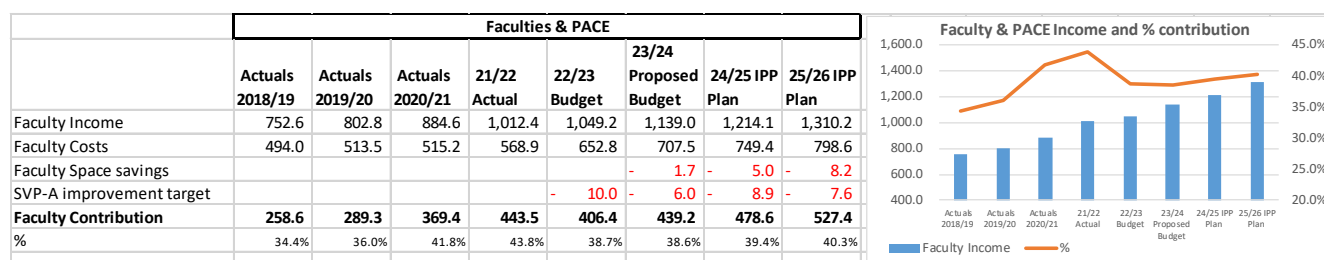 Faculties & PACE
Actuals 2018/19 Actuals 2019/20 Actuals 2020/21 21/22 Actual 22/23 Budget 23/24 Proposed Budget 24/25 IPP Plan 25/26 IPP Plan
Faculty Income 752.6 802.8 884.6 1,012.4 1,049.2 1,139.0 1,214.1 1,310.2
Faculty Costs 494.0 513.5 515.2 568.9 652.8 707.5 749.4 798.6
Faculty Space savings - 1.7 - 5.0 - 8.2
SVP-A improvement target - 10.0 - 6.0 - 8.9 - 7.6
Faculty Contribution 258.6 289.3 369.4 443.5 406.4 439.2 478.6 527.4
% 34.4% 36.0% 41.8% 43.8% 38.7% 38.6% 39.4% 40.3%
Faculty & PACE Income and % contribution
1,600.0 45.0%
1,400.0 40.0%
1,200.0 35.0%
1,000.0 30.0%
800.0 25.0%
600.0
400.0 20.0%
Actuals 2018/19 Actuals 2019/20 Actuals 2020/21 21/22 Actual 22/23 Budget 23/24 Proposed Budget 24/25 IPP Plan 25/26 IPP Plan
Faculty Income %